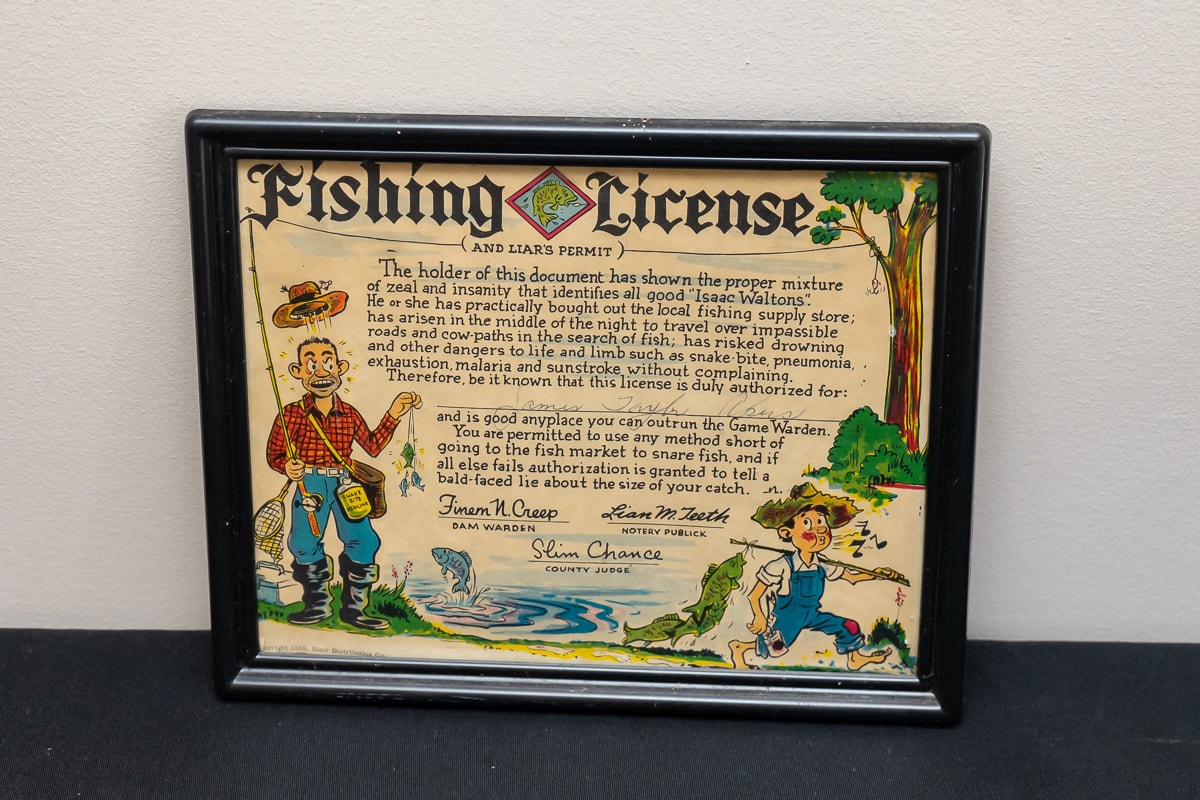 Fishing License
( AND LIAR'S PERMIT )
The holder of this document has shown the proper mixture
of zeal and insanity that identifies all good "Isaac Waltons".
He or she has practically bought out the local fishing supply store;
has arisen in the middle of the night to travel over impassible
roads and cow-paths in the search of fish; has risked drowning
and other dangers to life and limb such as snake-bite, pneumonia,
exhaustion, malaria and sunstroke, without complaining.
Therefore, be it known that this license is duly authorized for:
James Taylor
and is good anyplace you can outrun the Game Warden.
You are permitted to use any method short of
going to the fish market to snare fish, and if
all else fails authorization is granted to tell a
bald-faced lie about the size of your catch.
Finem N. Creep
DAM WARDEN
Lean M. Teeth
NOTERY PUBLICK
Slim Chance
COUNTY JUDGE
SNAKE
BITE
Blair Distributing Co.